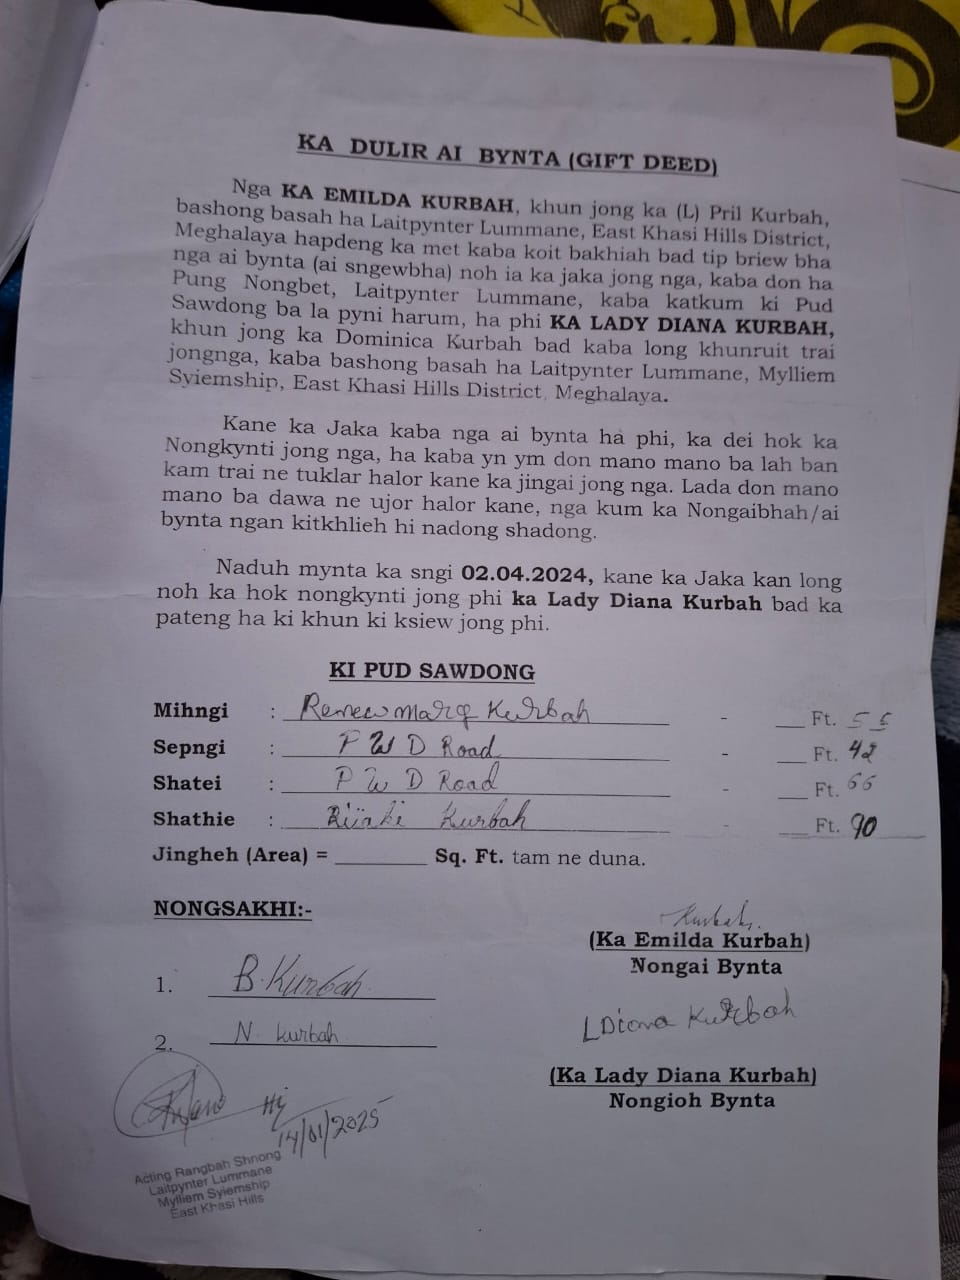 KA DULIR AI BYNTA (GIFT DEED)
Nga KA EMILDA KURBAH, khun jong ka (L) Pril Kurbah,
bashong basah ha Laitpynter Lummane, East Khasi Hills District,
Meghalaya hapdeng ka met kaba koit bakhiah bad tip briew bha
nga ai bynta (ai sngewbha) noh ia ka jaka jong nga, kaba don ha
Pung Nongbet, Laitpynter Lummane, kaba katkum ki Pud
Sawdong ba la pyni harum, ha phi KA LADY DIANA KURBAH,
khun jong ka Dominica Kurbah bad kaba long khunruit trai
jongnga, kaba bashong basah ha Laitpynter Lummane, Mylliem
Syiemship, East Khasi Hills District, Meghalaya.
Kane ka Jaka kaba nga ai bynta ha phi, ka dei hok ka
Nongkynti jong nga, ha kaba yn ym don mano mano ba lah ban
kam trai ne tuklar halor kane ka jingai jong nga. Lada don mano
mano ba dawa ne ujor halor kane, nga kum ka Nongaibhah/ai
bynta ngan kitkhlieh hi nadong shadong.
Naduh mynta ka sngi 02.04.2024, kane ka Jaka kan long
noh ka hok nongkynti jong phi ka Lady Diana Kurbah bad ka
pateng ha ki khun ki ksiew jong phi.
KI PUD SAWDONG
Mihngi : Kurbah - ___ Ft. 55
Sepngi : P W D Road - ___ Ft. 42
Shatei : P W D Road - ___ Ft. 66
Shathie : Kurbah - ___ Ft. 90
Jingheh (Area) = ________ Sq. Ft. tam ne duna.
NONGSAKHI:-
Kurbah
(Ka Emilda Kurbah)
Nongai Bynta
1. B. Kurbah
LDiana Kurbah
2. N. Kurbah
(Ka Lady Diana Kurbah)
Nongioh Bynta
14/01/2025
Acting Rangbah Shnong
Laitpynter Lummane
Mylliem Syiemship
East Khasi Hills